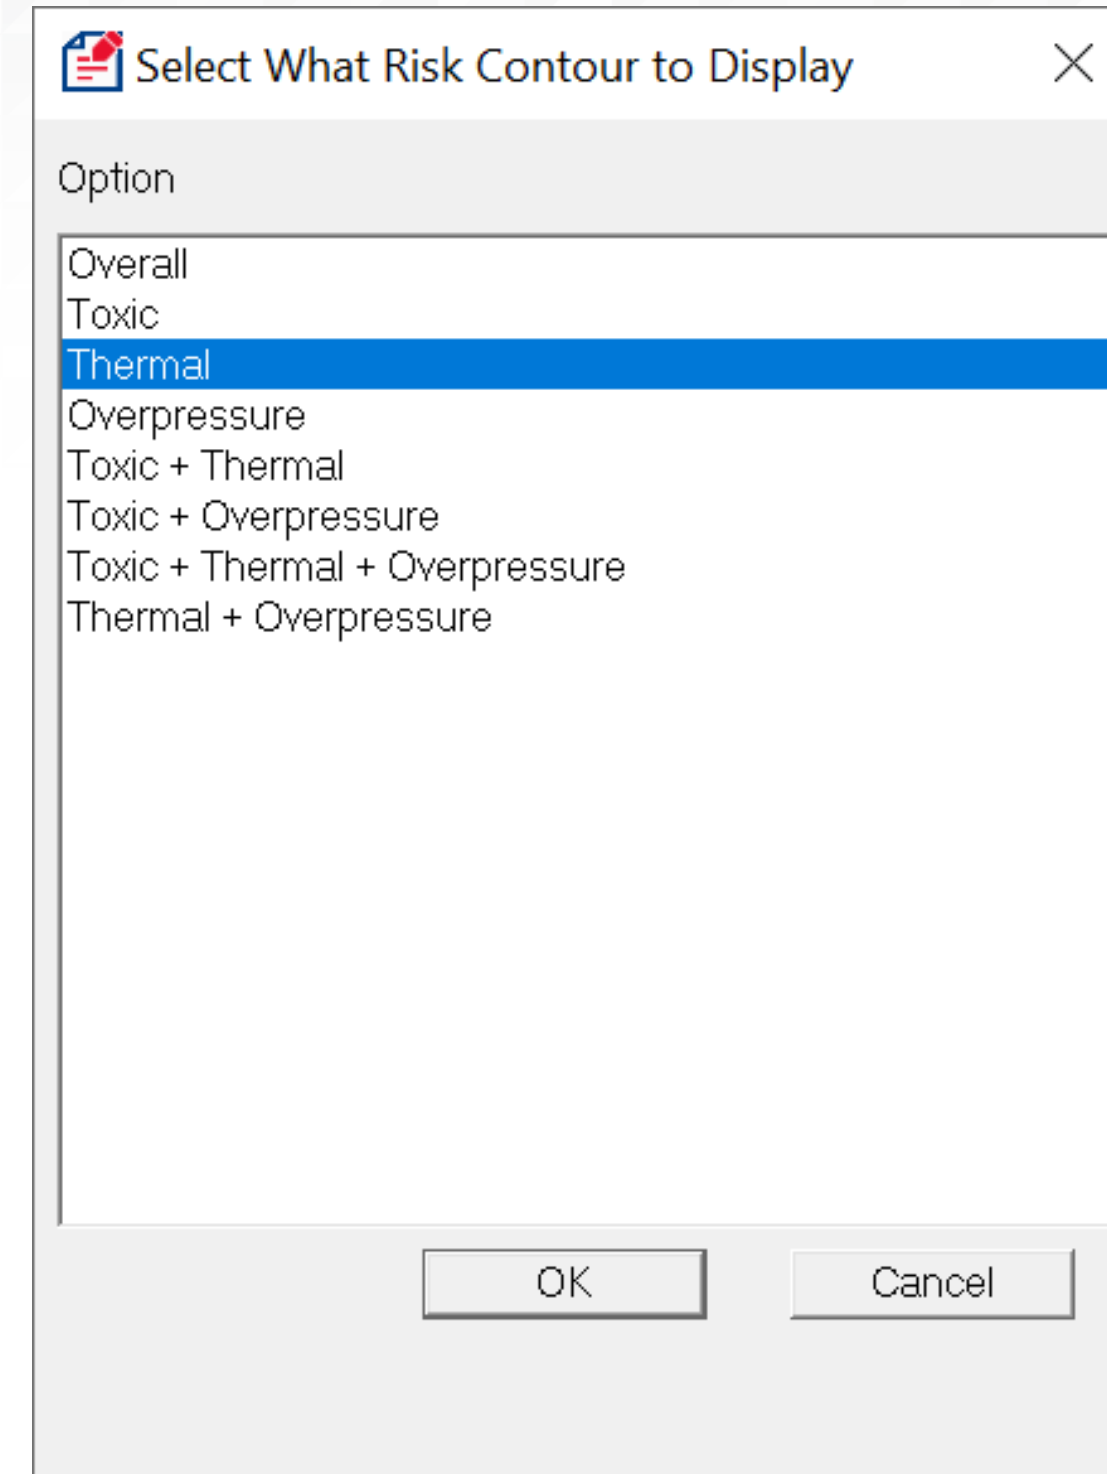 Select What Risk Contour to Display
Option
Overall
Toxic
Thermal
Overpressure
Toxic + Thermal
Toxic + Overpressure
Toxic + Thermal + Overpressure
Thermal + Overpressure
OK
Cancel